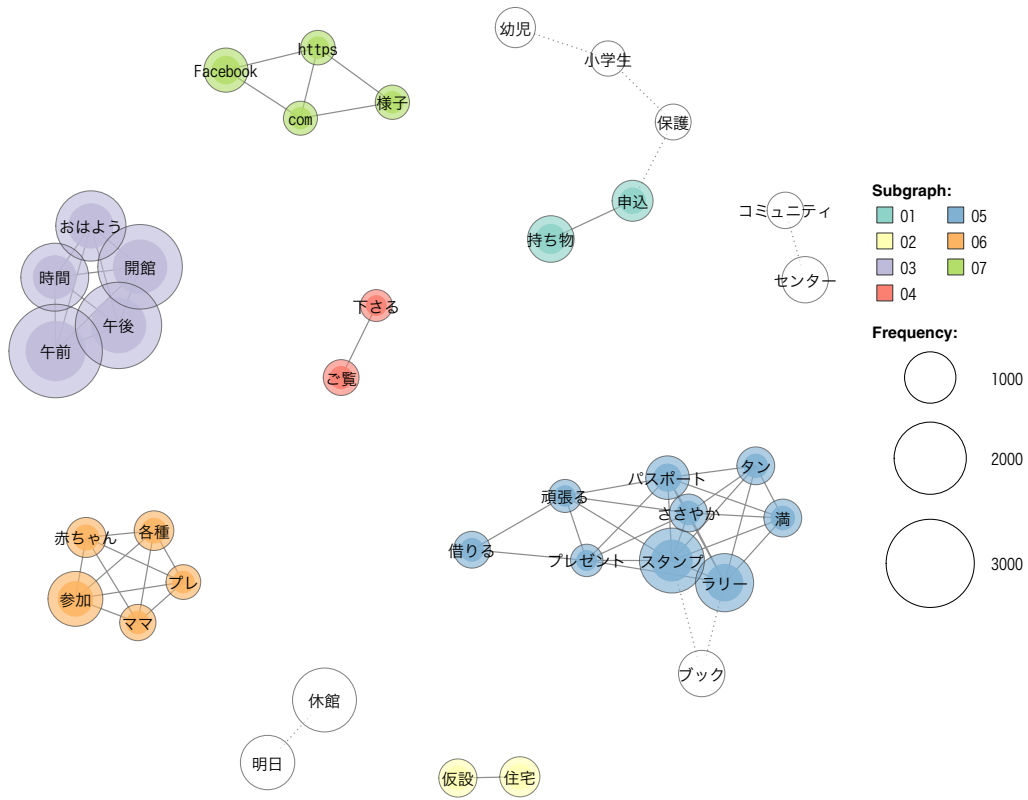 幼児
https
小学生
Facebook
様子
com
保護
Subgraph:
申込
コミュニティ
01
05
おはよう
持ち物
02
06
開館
03
07
時間
センター
04
下さる
午後
Frequency:
午前
ご覧
1000
2000
タン
パスポート
頑張る
ささやか
満
各種
赤ちゃん
借りる
プレゼント
スタンプ
3000
プレ
ラリー
参加
ママ
ブック
休館
明日
仮設
住宅